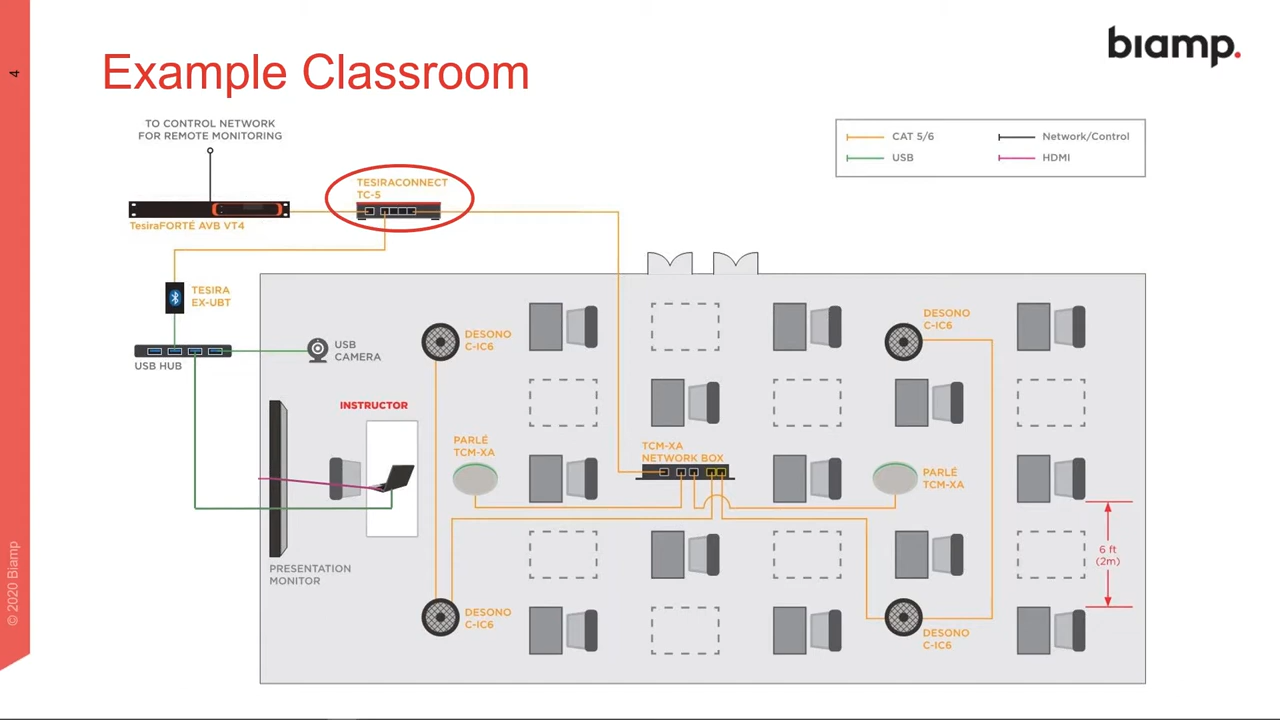 4
Example Classroom
biamp.
TO CONTROL NETWORK
FOR REMOTE MONITORING
CAT 5/6
Network/Control
USB
HDMI
TESIRACONNECT
TC-5
TesiraFORTÉ AVB VT4
TESIRA
EX-UBT
USB HUB
USB
CAMERA
DESONO
C-IC6
DESONO
C-IC6
INSTRUCTOR
PARLÉ
TCM-XA
TCM-XA
NETWORK BOX
PARLÉ
TCM-XA
6 ft
(2m)
PRESENTATION
MONITOR
DESONO
C-IC6
DESONO
C-IC6
© 2020 Biamp